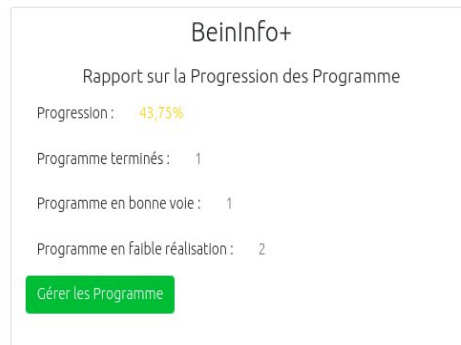 BeinInfo+
Rapport sur la Progression des Programme
Progression : 43,75%
Programme terminés : 1
Programme en bonne voie : 1
Programme en faible réalisation : 2
Gérer les Programme